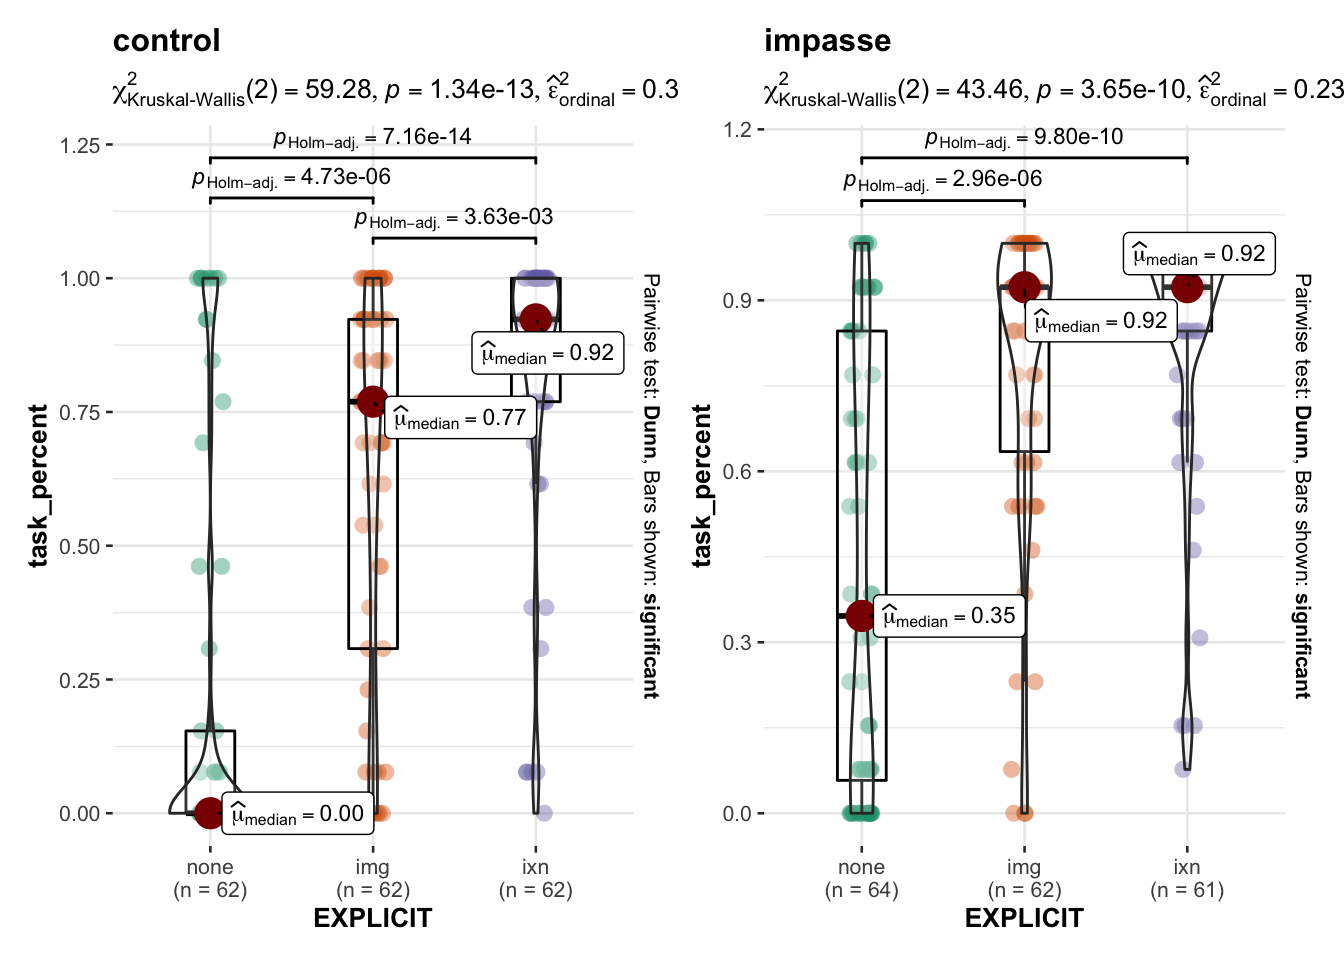 control
χ²Kruskal-Wallis(2) = 59.28, p = 1.34e-13, ε̂²ordinal = 0.3
pHolm−adj. = 7.16e-14
pHolm−adj. = 4.73e-06
pHolm−adj. = 3.63e-03
1.25
1.00
0.75
0.50
0.25
0.00
task_percent
μ̂median = 0.92
μ̂median = 0.77
μ̂median = 0.00
Pairwise test: Dunn, Bars shown: significant
none img ixn
(n = 62) (n = 62) (n = 62)
EXPLICIT
impasse
χ²Kruskal-Wallis(2) = 43.46, p = 3.65e-10, ε̂²ordinal = 0.23
pHolm−adj. = 9.80e-10
pHolm−adj. = 2.96e-06
1.2
0.9
0.6
0.3
0.0
task_percent
μ̂median = 0.92
μ̂median = 0.92
μ̂median = 0.35
Pairwise test: Dunn, Bars shown: significant
none img ixn
(n = 64) (n = 62) (n = 61)
EXPLICIT